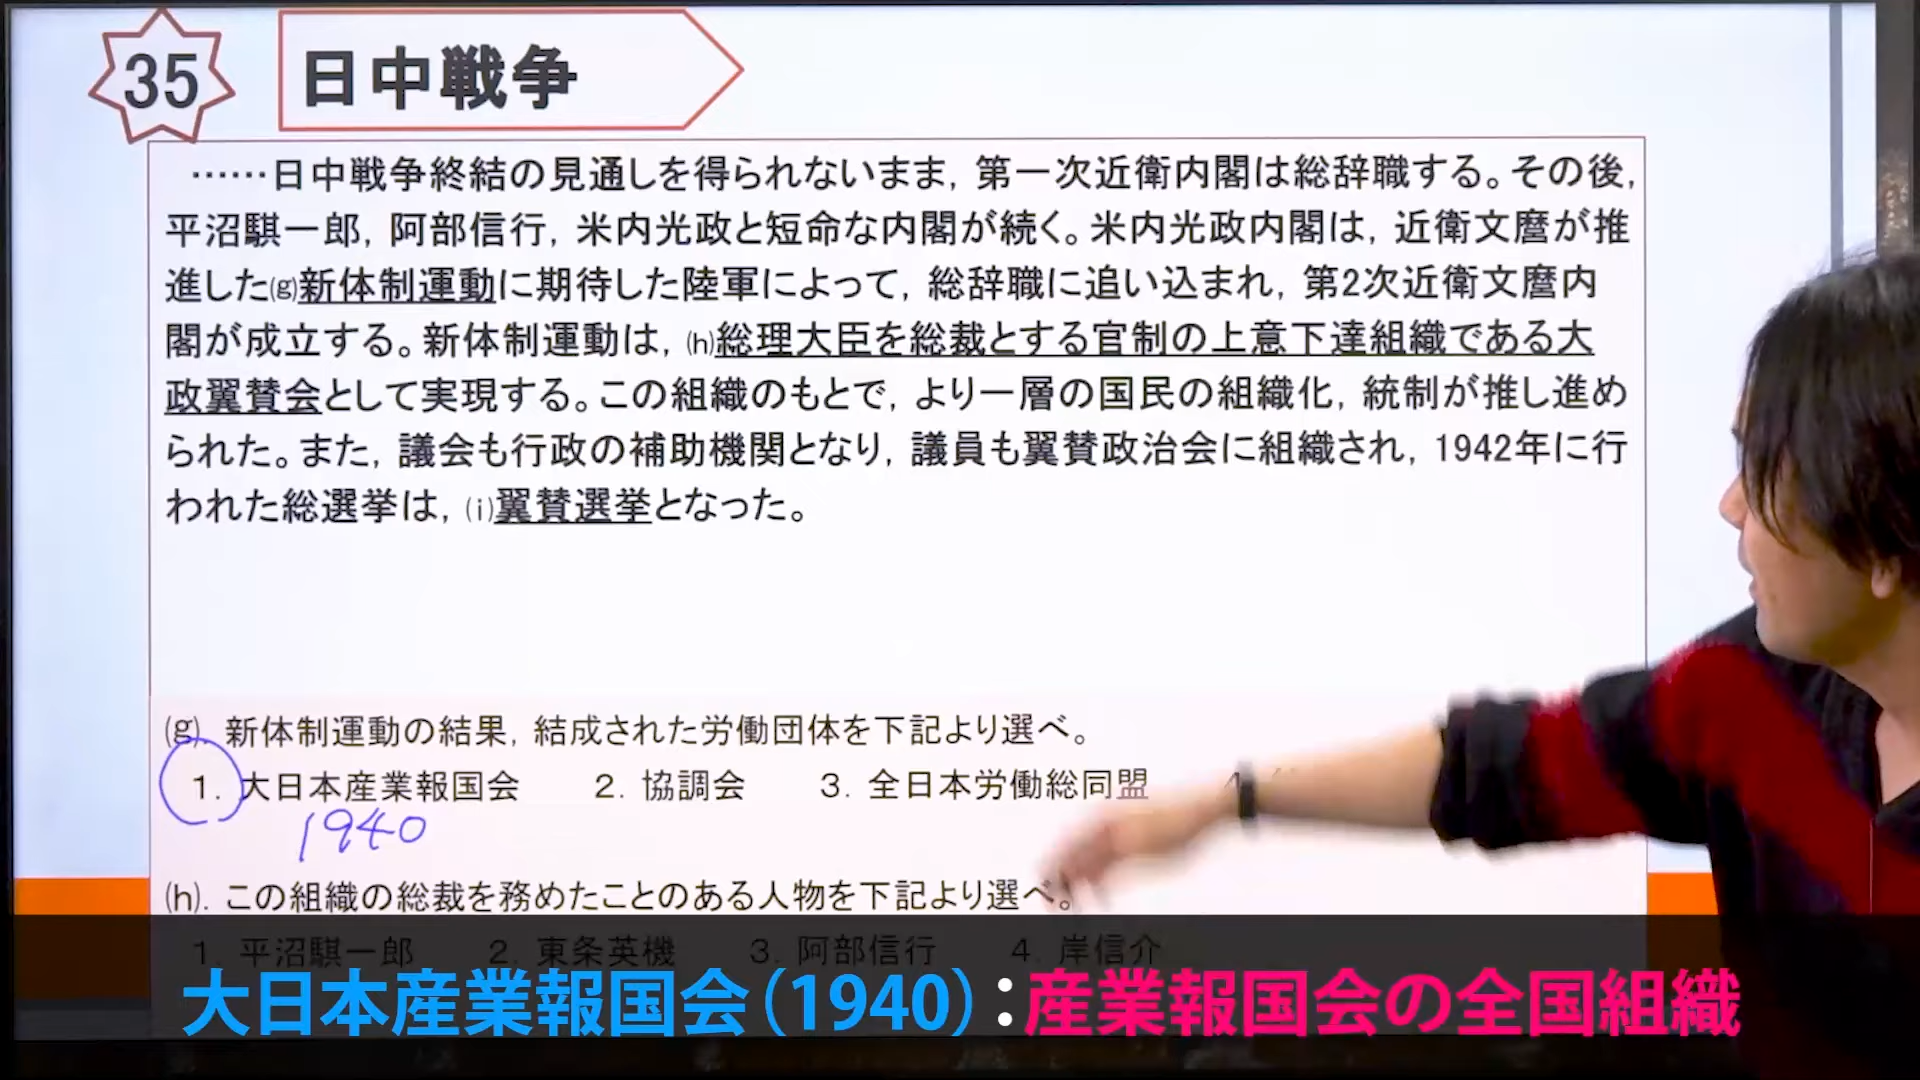 35
日中戦争
……日中戦争終結の見通しを得られないまま，第一次近衛内閣は総辞職する。その後，
平沼騏一郎，阿部信行，米内光政と短命な内閣が続く。米内光政内閣は，近衛文麿が推
進した(g)新体制運動に期待した陸軍によって，総辞職に追い込まれ，第2次近衛文麿内
閣が成立する。新体制運動は，(h)総理大臣を総裁とする官制の上意下達組織である大
政翼賛会として実現する。この組織のもとで，より一層の国民の組織化，統制が推し進め
られた。また，議会も行政の補助機関となり，議員も翼賛政治会に組織され，1942年に行
われた総選挙は，(i)翼賛選挙となった。
(g)．新体制運動の結果，結成された労働団体を下記より選べ。
1．大日本産業報国会　2．協調会　3．全日本労働総同盟
1940
(h)．この組織の総裁を務めたことのある人物を下記より選べ。
1．平沼騏一郎　2．東条英機　3．阿部信行　4．岸信介
大日本産業報国会（1940）：産業報国会の全国組織